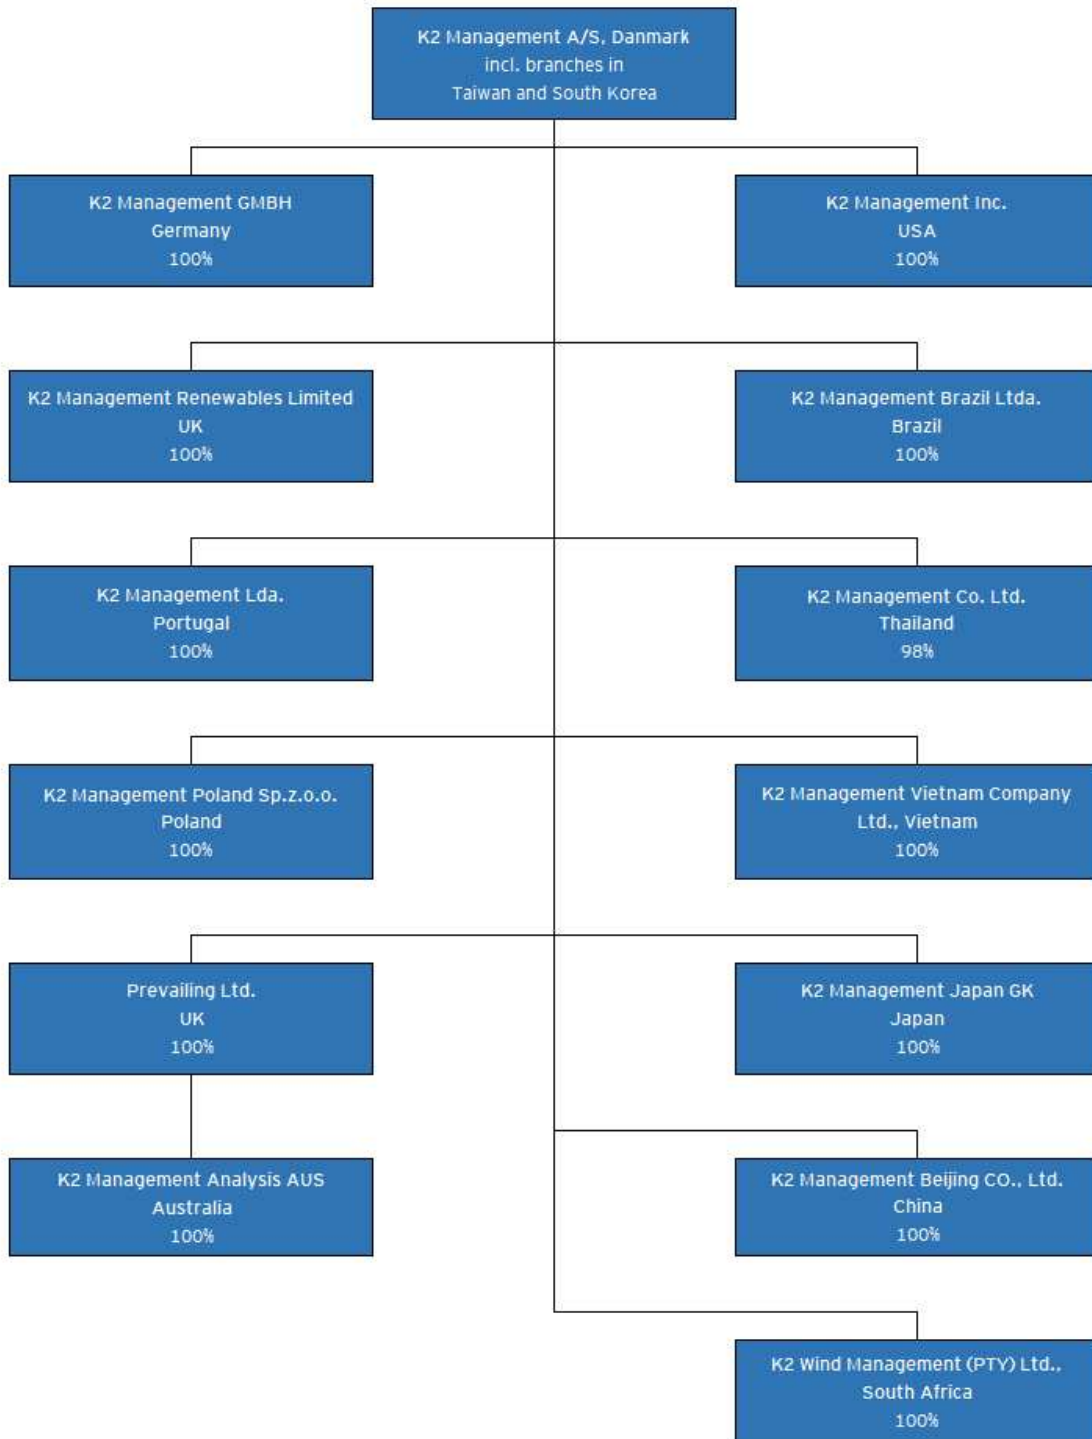 K2 Management A/S, Danmark
incl. branches in
Taiwan and South Korea
K2 Management GMBH
Germany
100%
K2 Management Inc.
USA
100%
K2 Management Renewables Limited
UK
100%
K2 Management Brazil Ltda.
Brazil
100%
K2 Management Lda.
Portugal
100%
K2 Management Co. Ltd.
Thailand
98%
K2 Management Poland Sp.z.o.o.
Poland
100%
K2 Management Vietnam Company
Ltd., Vietnam
100%
Prevailing Ltd.
UK
100%
K2 Management Japan GK
Japan
100%
K2 Management Analysis AUS
Australia
100%
K2 Management Beijing CO., Ltd.
China
100%
K2 Wind Management (PTY) Ltd.,
South Africa
100%